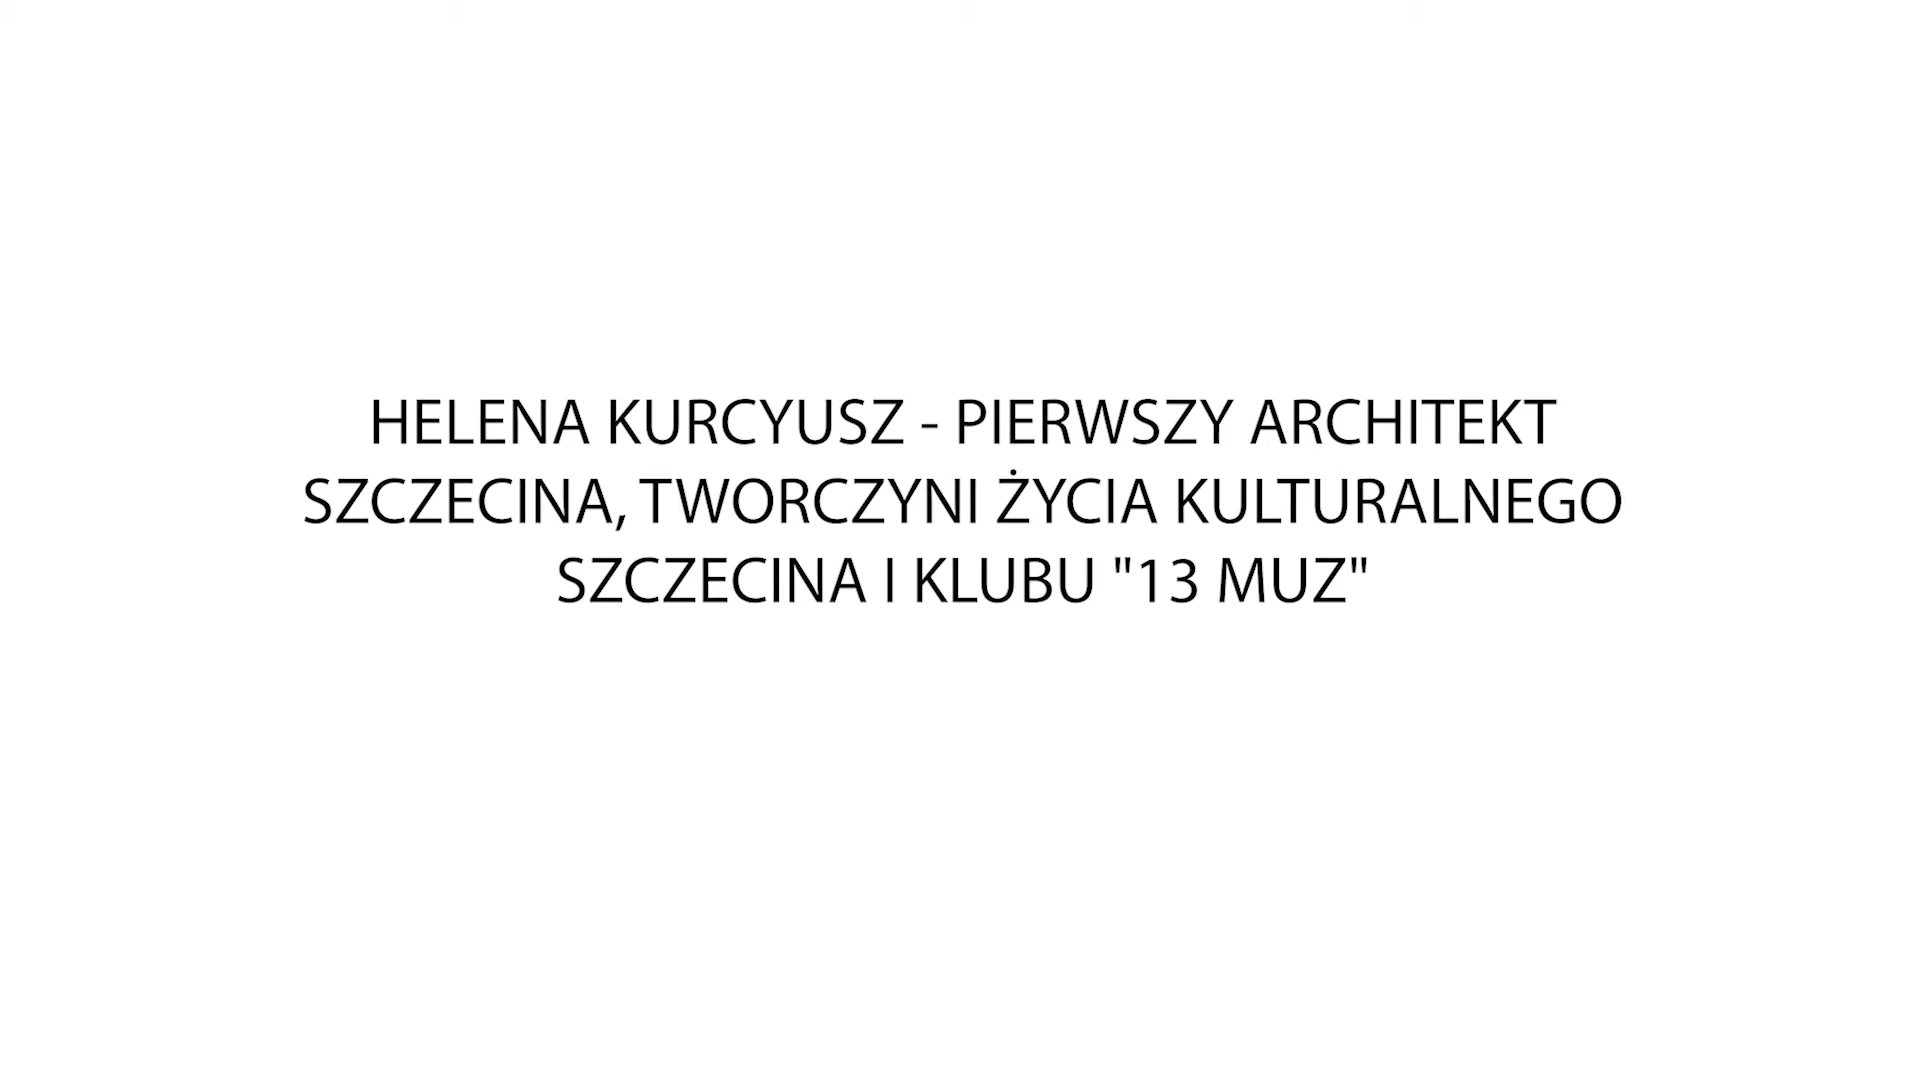 HELENA KURCYUSZ - PIERWSZY ARCHITEKT
SZCZECINA, TWORCZYNI ŻYCIA KULTURALNEGO
SZCZECINA I KLUBU "13 MUZ"